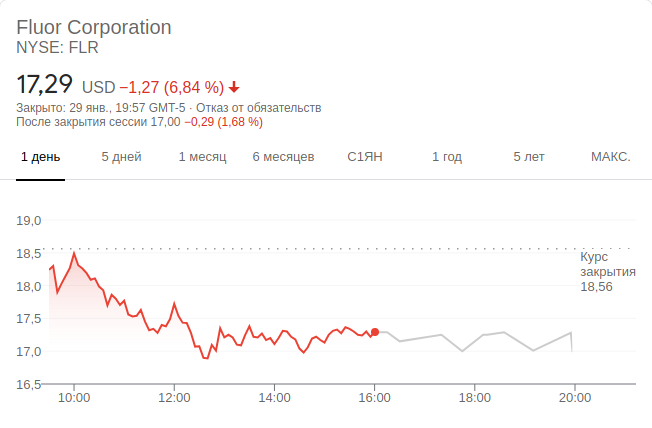 Fluor Corporation
NYSE: FLR
17,29 USD −1,27 (6,84 %)
Закрыто: 29 янв., 19:57 GMT-5 · Отказ от обязательств
После закрытия сессии 17,00 −0,29 (1,68 %)
1 день 5 дней 1 месяц 6 месяцев С1ЯН 1 год 5 лет МАКС.
19,0
18,5
Курс
закрытия
18,56
18,0
17,5
17,0
16,5
10:00 12:00 14:00 16:00 18:00 20:00